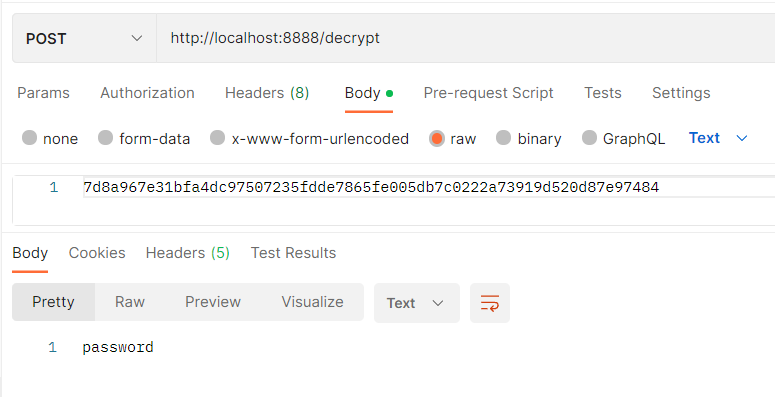 POST http://localhost:8888/decrypt
Params Authorization Headers (8) Body Pre-request Script Tests Settings
none form-data x-www-form-urlencoded raw binary GraphQL Text
1 7d8a967e31bfa4dc97507235fdde7865fe005db7c0222a73919d520d87e97484
Body Cookies Headers (5) Test Results
Pretty Raw Preview Visualize Text
1 password